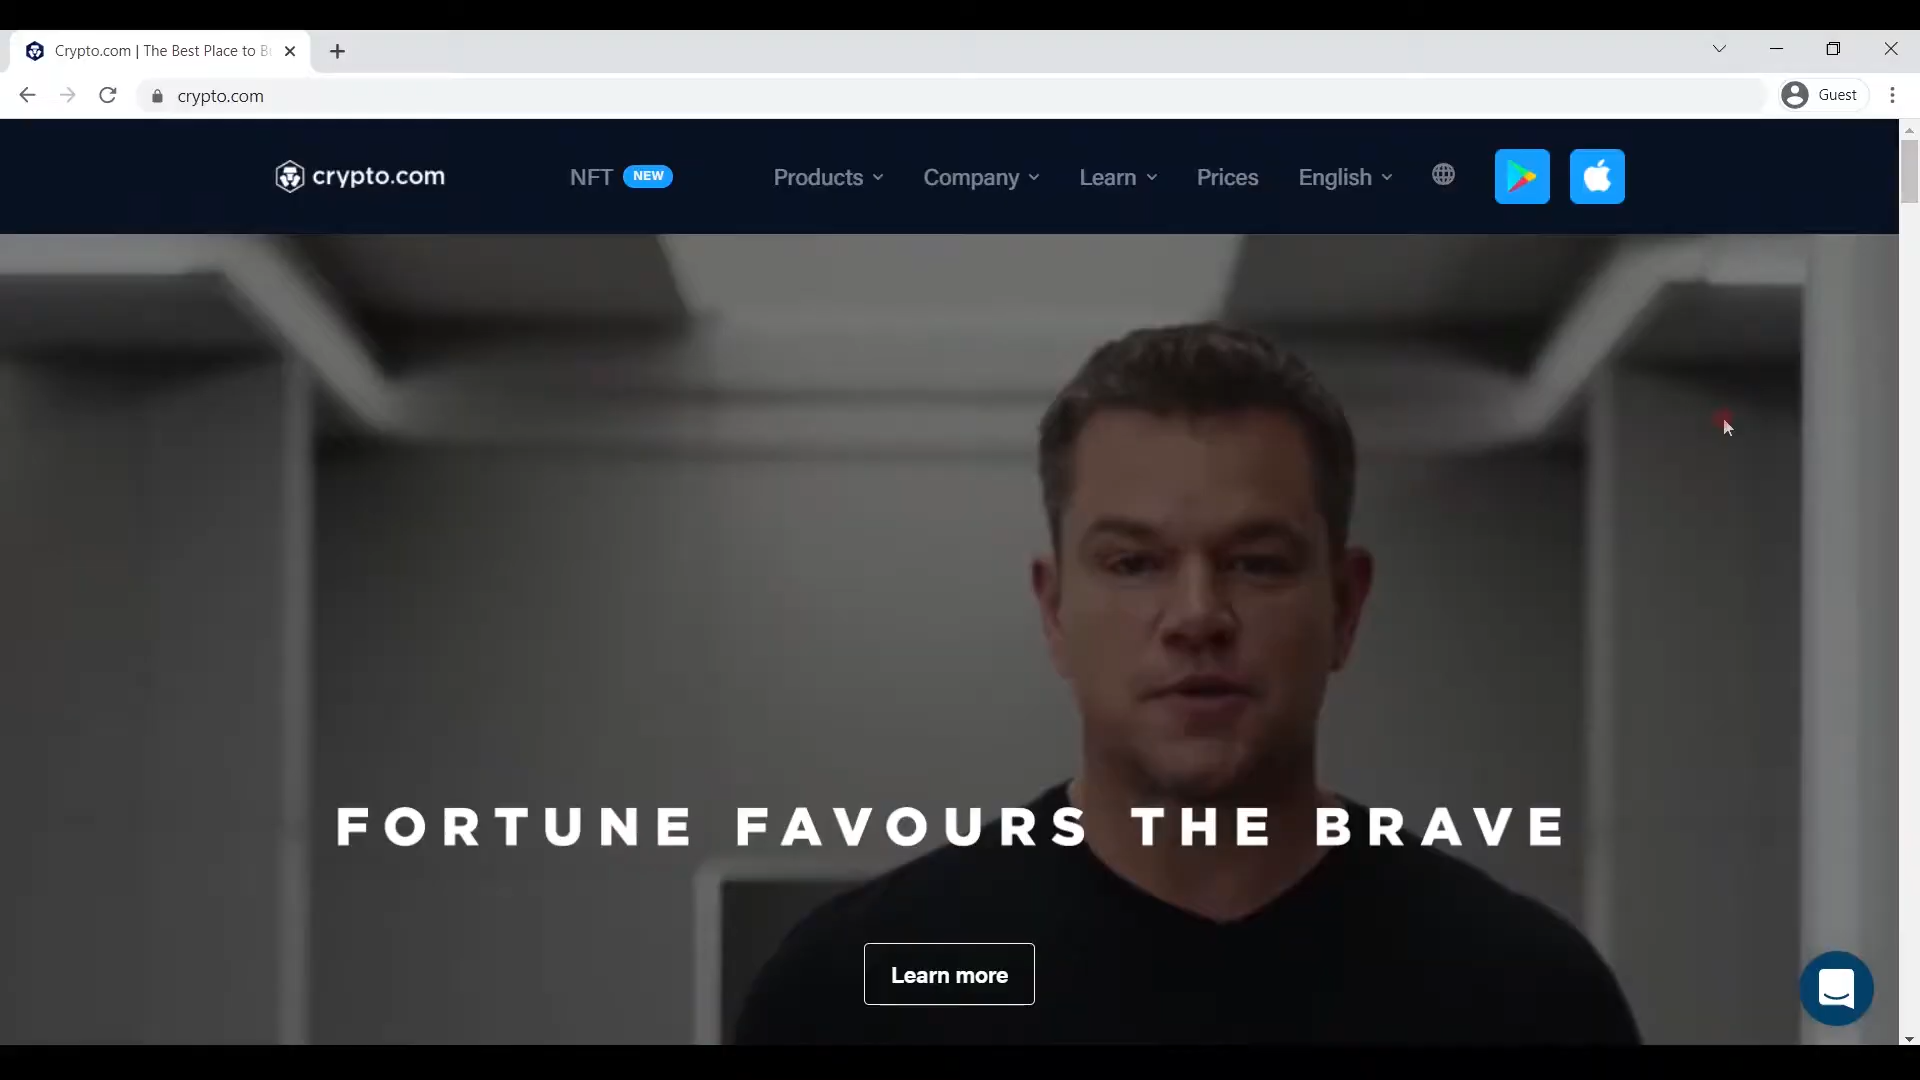 Crypto.com | The Best Place to B
crypto.com
Guest
crypto.com
NFT NEW Products Company Learn Prices English
FORTUNE FAVOURS THE BRAVE
Learn more